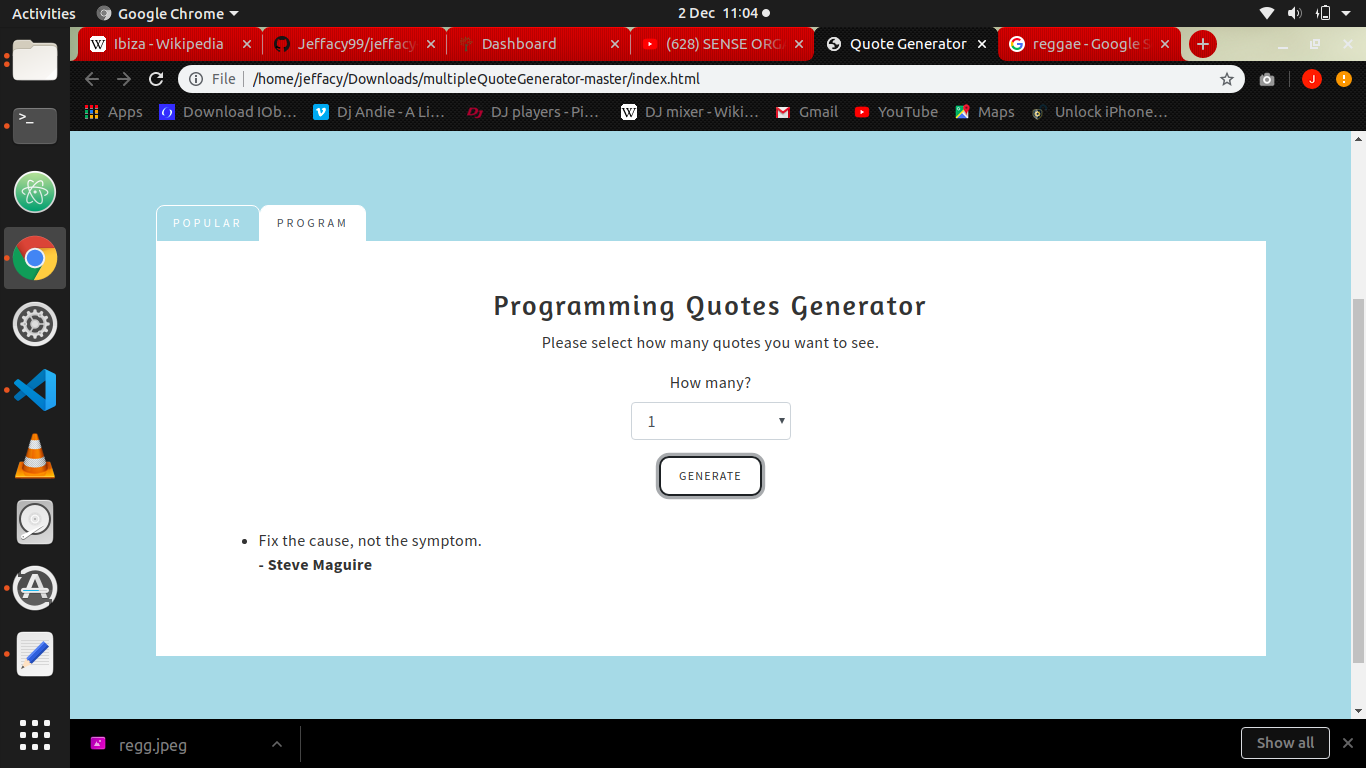 Activities Google Chrome 2 Dec 11:04
Ibiza - Wikipedia Jeffacy99/jeffacy Dashboard (628) SENSE ORG Quote Generator reggae - Google S
File /home/jeffacy/Downloads/multipleQuoteGenerator-master/index.html J
Apps Download IOb… Dj Andie - A Li… DJ players - Pi… DJ mixer - Wiki… Gmail YouTube Maps Unlock iPhone…
POPULAR PROGRAM
Programming Quotes Generator
Please select how many quotes you want to see.
How many?
1
GENERATE
• Fix the cause, not the symptom.
- Steve Maguire
regg.jpeg Show all